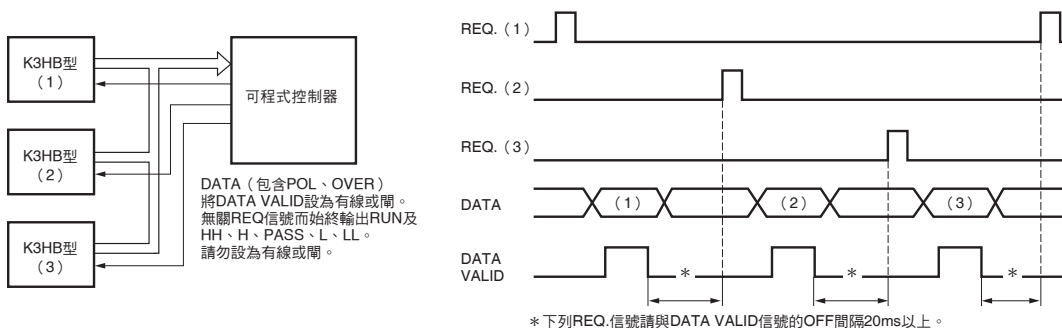 K3HB型
（1）
K3HB型
（2）
K3HB型
（3）
可程式控制器
DATA（包含POL、OVER）
將DATA VALID設為有線或閘。
無關REQ信號而始終輸出RUN及
HH、H、PASS、L、LL。
請勿設為有線或閘。
REQ.（1）
REQ.（2）
REQ.（3）
DATA
（1）
（2）
（3）
DATA
VALID
＊
＊
＊
＊下列REQ.信號請與DATA VALID信號的OFF間隔20ms以上。